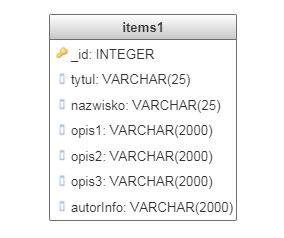 items1
_id: INTEGER
tytul: VARCHAR(25)
nazwisko: VARCHAR(25)
opis1: VARCHAR(2000)
opis2: VARCHAR(2000)
opis3: VARCHAR(2000)
autorInfo: VARCHAR(2000)